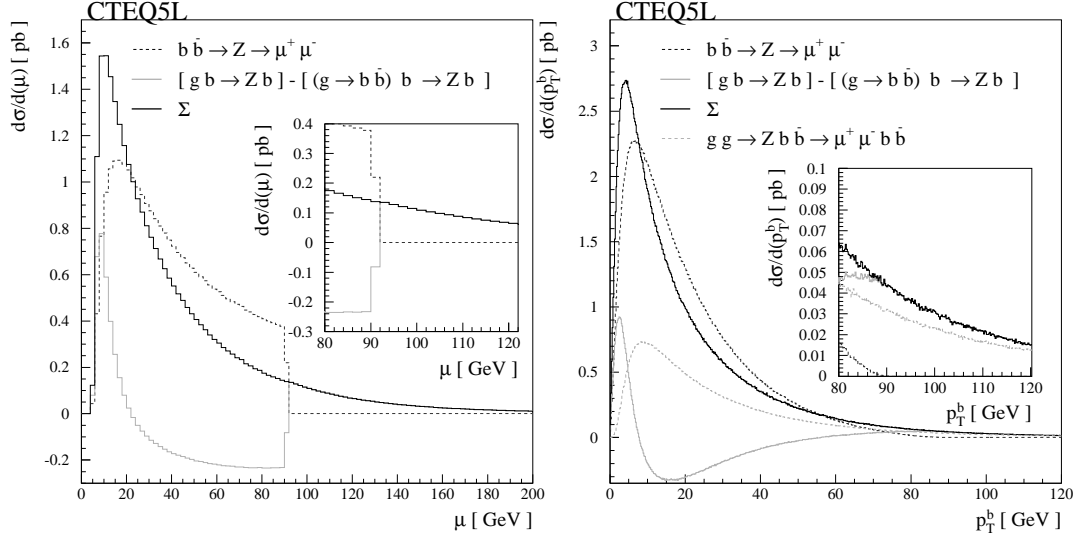 CTEQ5L
dσ/d(μ) [ pb ]
b b̄ → Z → μ⁺ μ⁻
[ g b → Z b ] - [ (g → b b̄) b → Z b ]
Σ
1.6
1.4
1.2
1
0.8
0.6
0.4
0.2
0
-0.2
0 20 40 60 80 100 120 140 160 180 200
μ [ GeV ]
dσ/d(μ) [ pb ]
0.4
0.3
0.2
0.1
0
-0.1
-0.2
-0.3
80 90 100 110 120
μ [ GeV ]
CTEQ5L
dσ/d(p_T^b) [ pb ]
b b̄ → Z → μ⁺ μ⁻
[ g b → Z b ] - [ (g → b b̄) b → Z b ]
Σ
g g → Z b b̄ → μ⁺ μ⁻ b b̄
3
2.5
2
1.5
1
0.5
0
0 20 40 60 80 100 120
p_T^b [ GeV ]
dσ/d(p_T^b) [ pb ]
0.1
0.09
0.08
0.07
0.06
0.05
0.04
0.03
0.02
0.01
0
80 90 100 110 120
p_T^b [ GeV ]